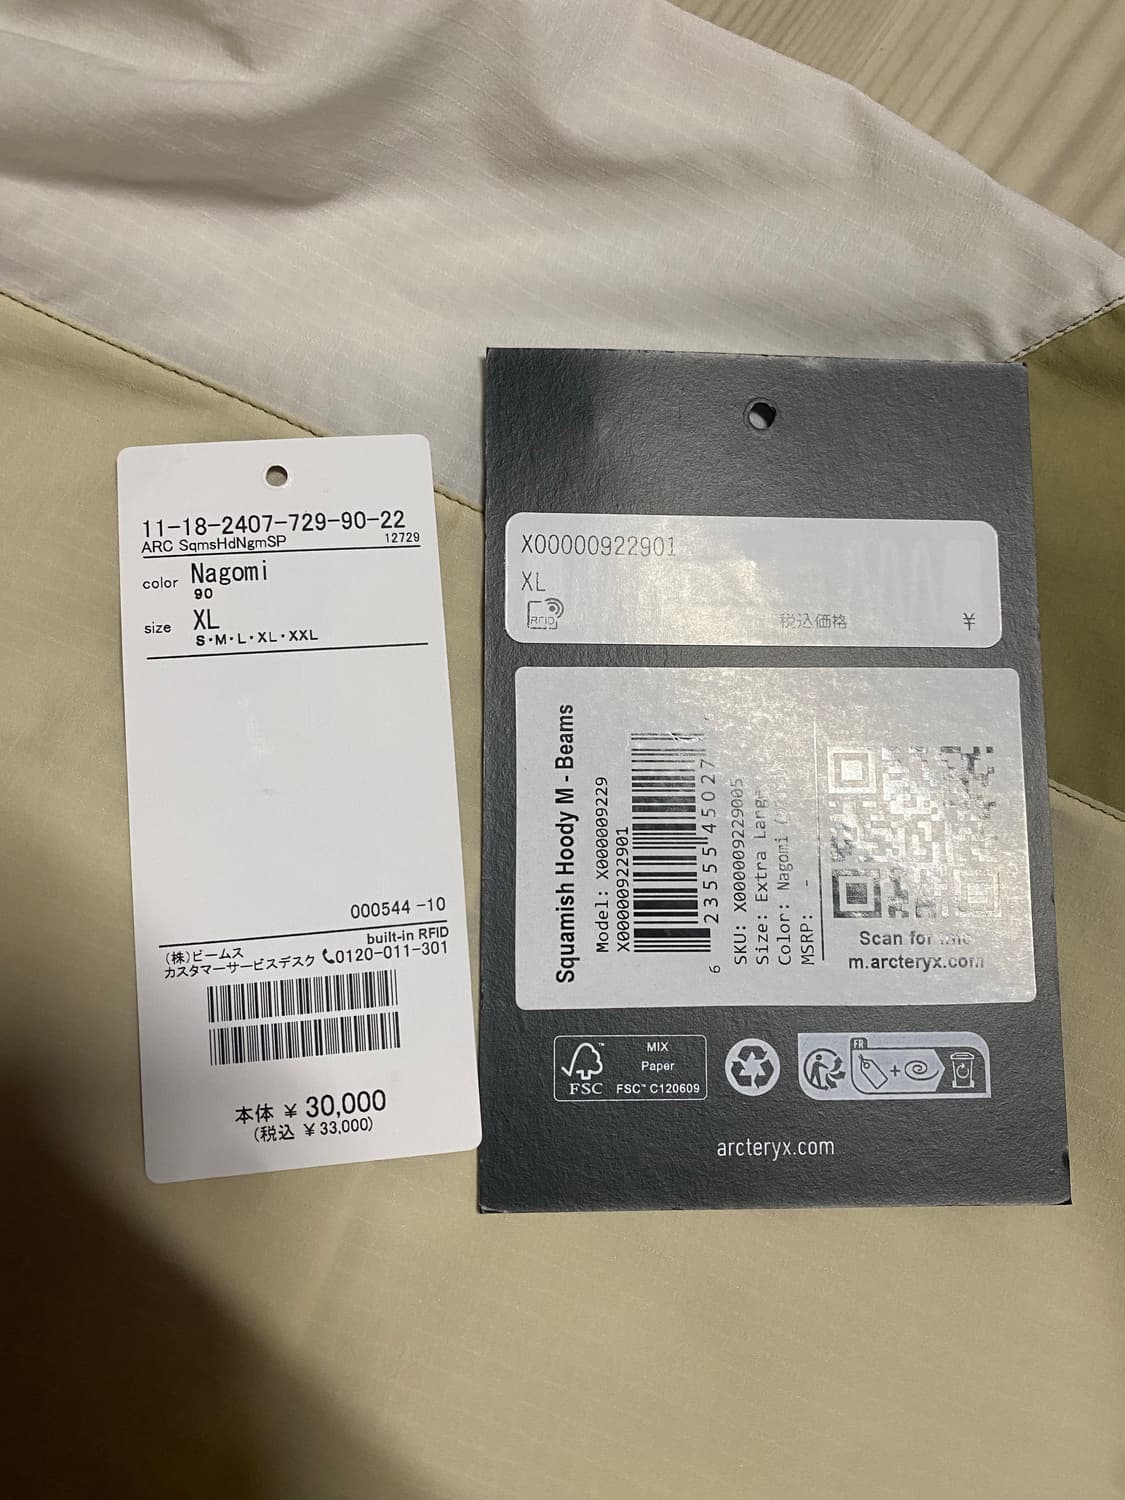 11-18-2407-729-90-22
ARC SqmsHdNgmSP 12729
color Nagomi
90
size XL
S・M・L・XL・XXL
000544 -10
built-in RFID
(株)ビームス
カスタマーサービスデスク 0120-011-301
本体 ¥ 30,000
(税込 ¥33,000)
X00000922901
XL
RFID
税込価格 ¥
Squamish Hoody M - Beams
Model: X000009229
X00000922901
6 23555 45027
SKU: X000009229005
Size: Extra Large
Color: Nagomi
MSRP: -
Scan for
m.arcteryx.com
FSC™
MIX
Paper
FSC™ C120609
FR
arcteryx.com